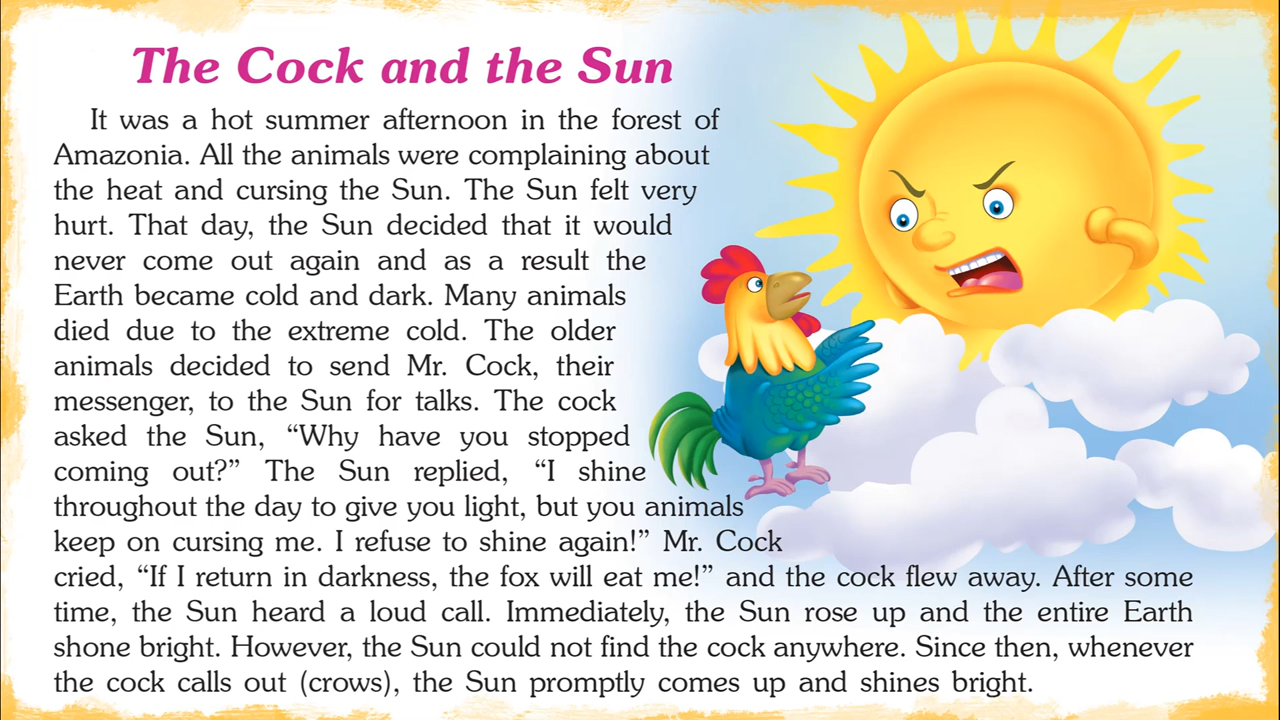 The Cock and the Sun
It was a hot summer afternoon in the forest of
Amazonia. All the animals were complaining about
the heat and cursing the Sun. The Sun felt very
hurt. That day, the Sun decided that it would
never come out again and as a result the
Earth became cold and dark. Many animals
died due to the extreme cold. The older
animals decided to send Mr. Cock, their
messenger, to the Sun for talks. The cock
asked the Sun, “Why have you stopped
coming out?” The Sun replied, “I shine
throughout the day to give you light, but you animals
keep on cursing me. I refuse to shine again!” Mr. Cock
cried, “If I return in darkness, the fox will eat me!” and the cock flew away. After some
time, the Sun heard a loud call. Immediately, the Sun rose up and the entire Earth
shone bright. However, the Sun could not find the cock anywhere. Since then, whenever
the cock calls out (crows), the Sun promptly comes up and shines bright.